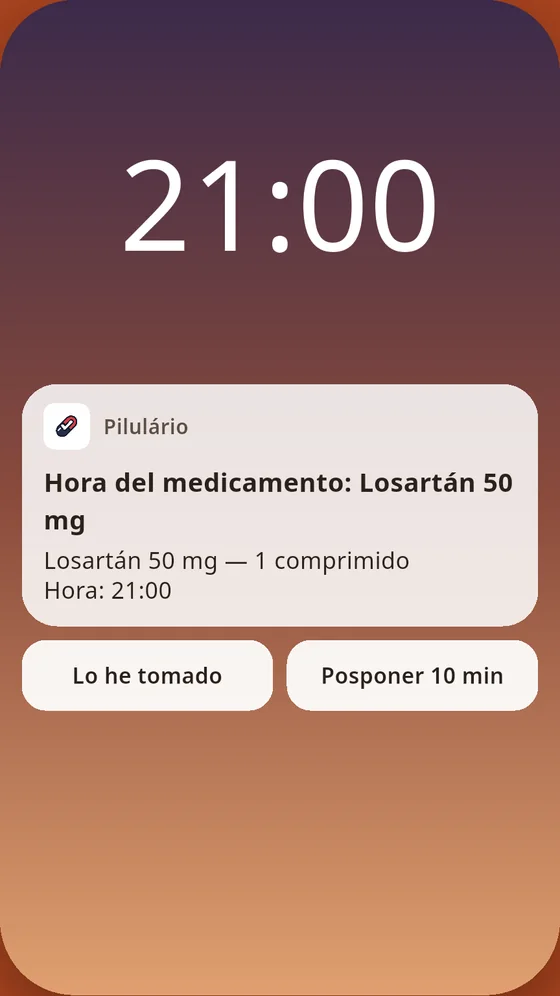 21:00
Pilulário
Hora del medicamento: Losartán 50
mg
Losartán 50 mg — 1 comprimido
Hora: 21:00
Lo he tomado
Posponer 10 min